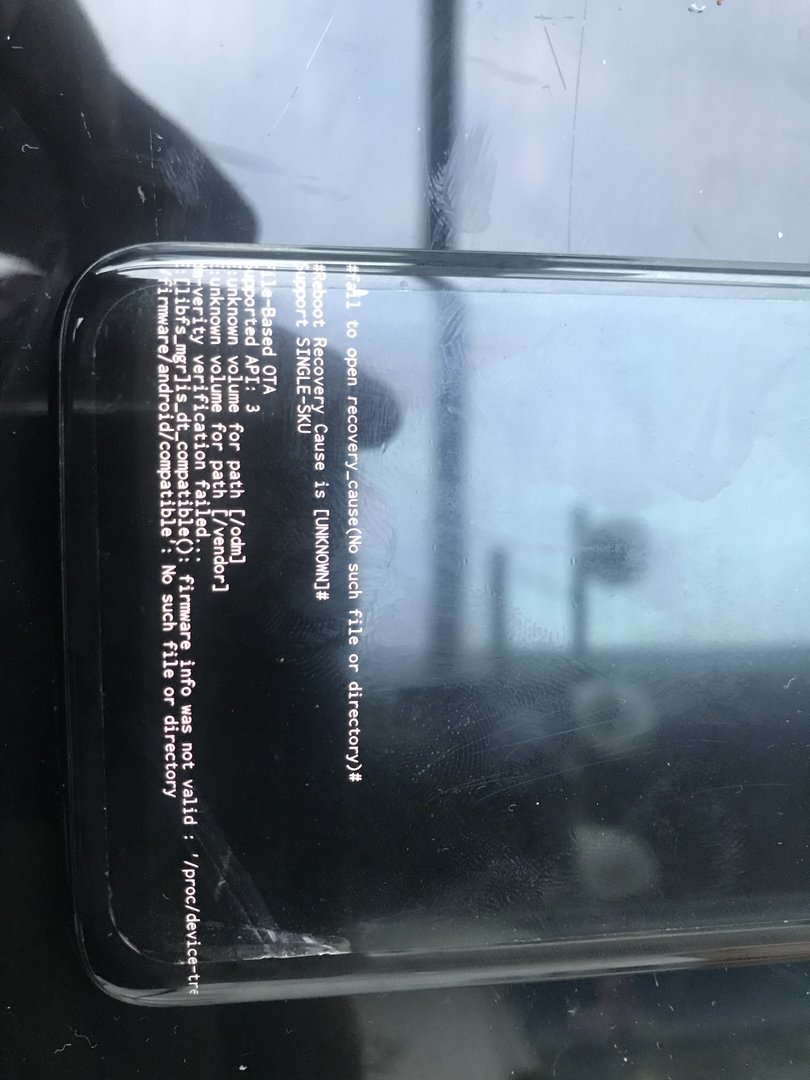 #fail to open recovery_cause(No such file or directory)#
#Reboot Recovery Cause is [UNKNOWN]#
Support SINGLE-SKU
File-Based OTA
Supported API: 3
unknown volume for path [/odm]
unknown volume for path [/vendor]
verity verification failed...
[libfs_mgr]is_dt_compatible(): firmware info was not valid : '/proc/device-tre
firmware/android/compatible': No such file or directory